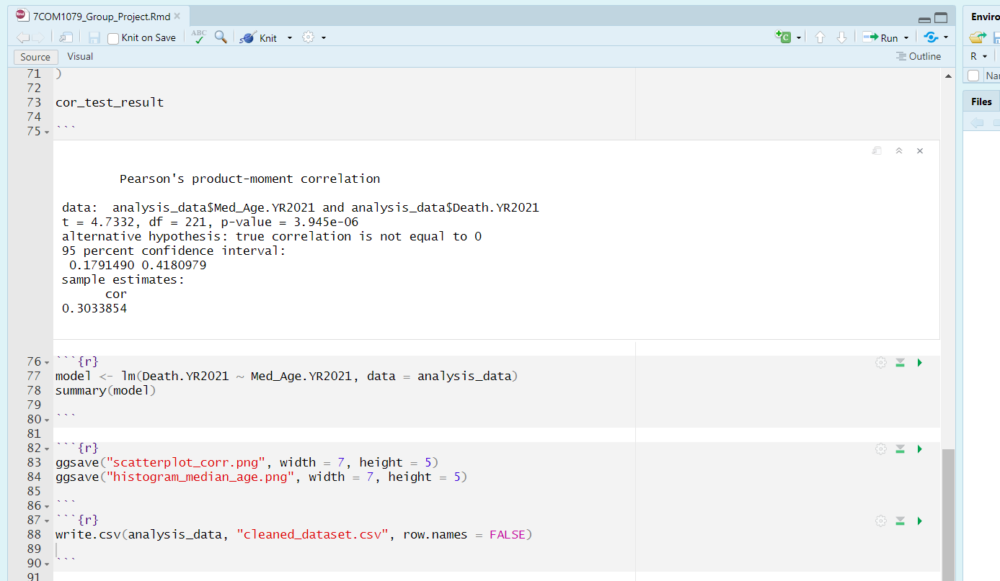 7COM1079_Group_Project.Rmd
Enviro
Knit on Save
ABC
Knit
Run
Source Visual
Outline
R
Nar
Files
71 )
72
73 cor_test_result
74
75 ```
Pearson's product-moment correlation
data:  analysis_data$Med_Age.YR2021 and analysis_data$Death.YR2021
t = 4.7332, df = 221, p-value = 3.945e-06
alternative hypothesis: true correlation is not equal to 0
95 percent confidence interval:
0.1791490 0.4180979
sample estimates:
cor
0.3033854
76 ```{r}
77 model <- lm(Death.YR2021 ~ Med_Age.YR2021, data = analysis_data)
78 summary(model)
79
80 ```
81
82 ```{r}
83 ggsave("scatterplot_corr.png", width = 7, height = 5)
84 ggsave("histogram_median_age.png", width = 7, height = 5)
85
86 ```
87 ```{r}
88 write.csv(analysis_data, "cleaned_dataset.csv", row.names = FALSE)
89
90 ```
91